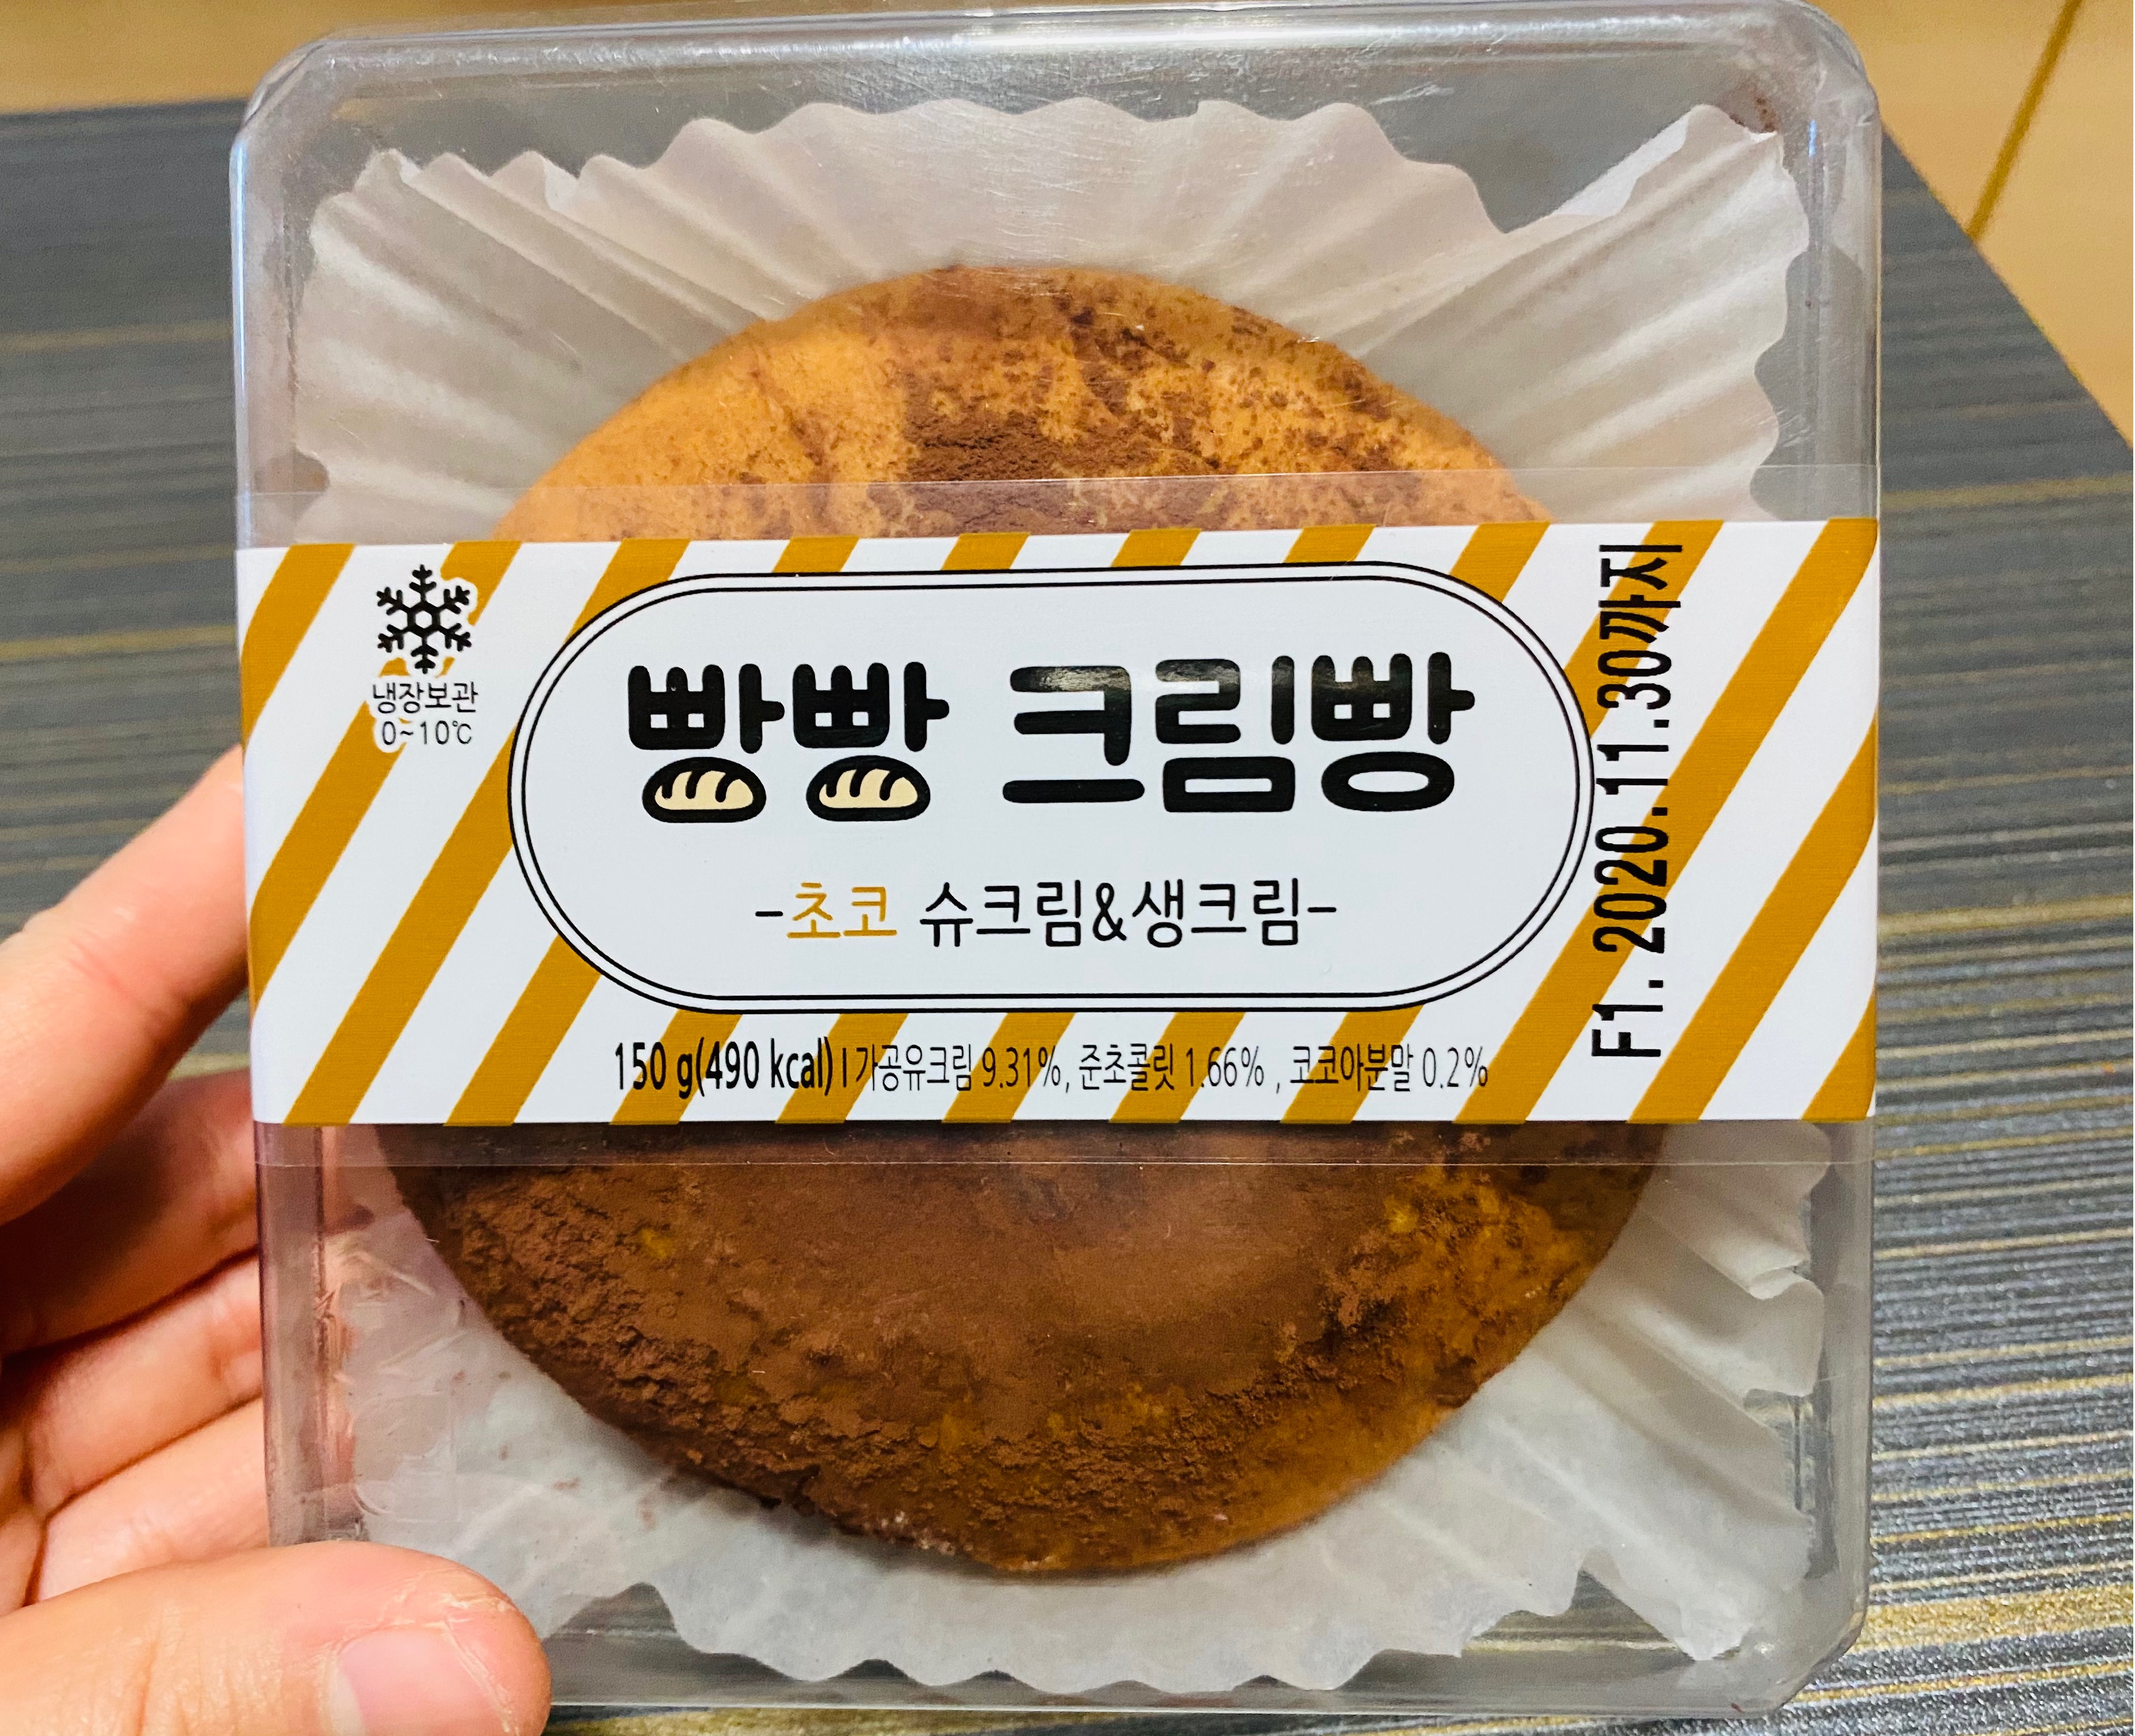 냉장보관
0~10℃
빵빵 크림빵
-초코 슈크림&생크림-
150 g(490 kcal) I 가공유크림 9.31%, 준초콜릿 1.66% , 코코아분말 0.2%
F1. 2020.11.30까지